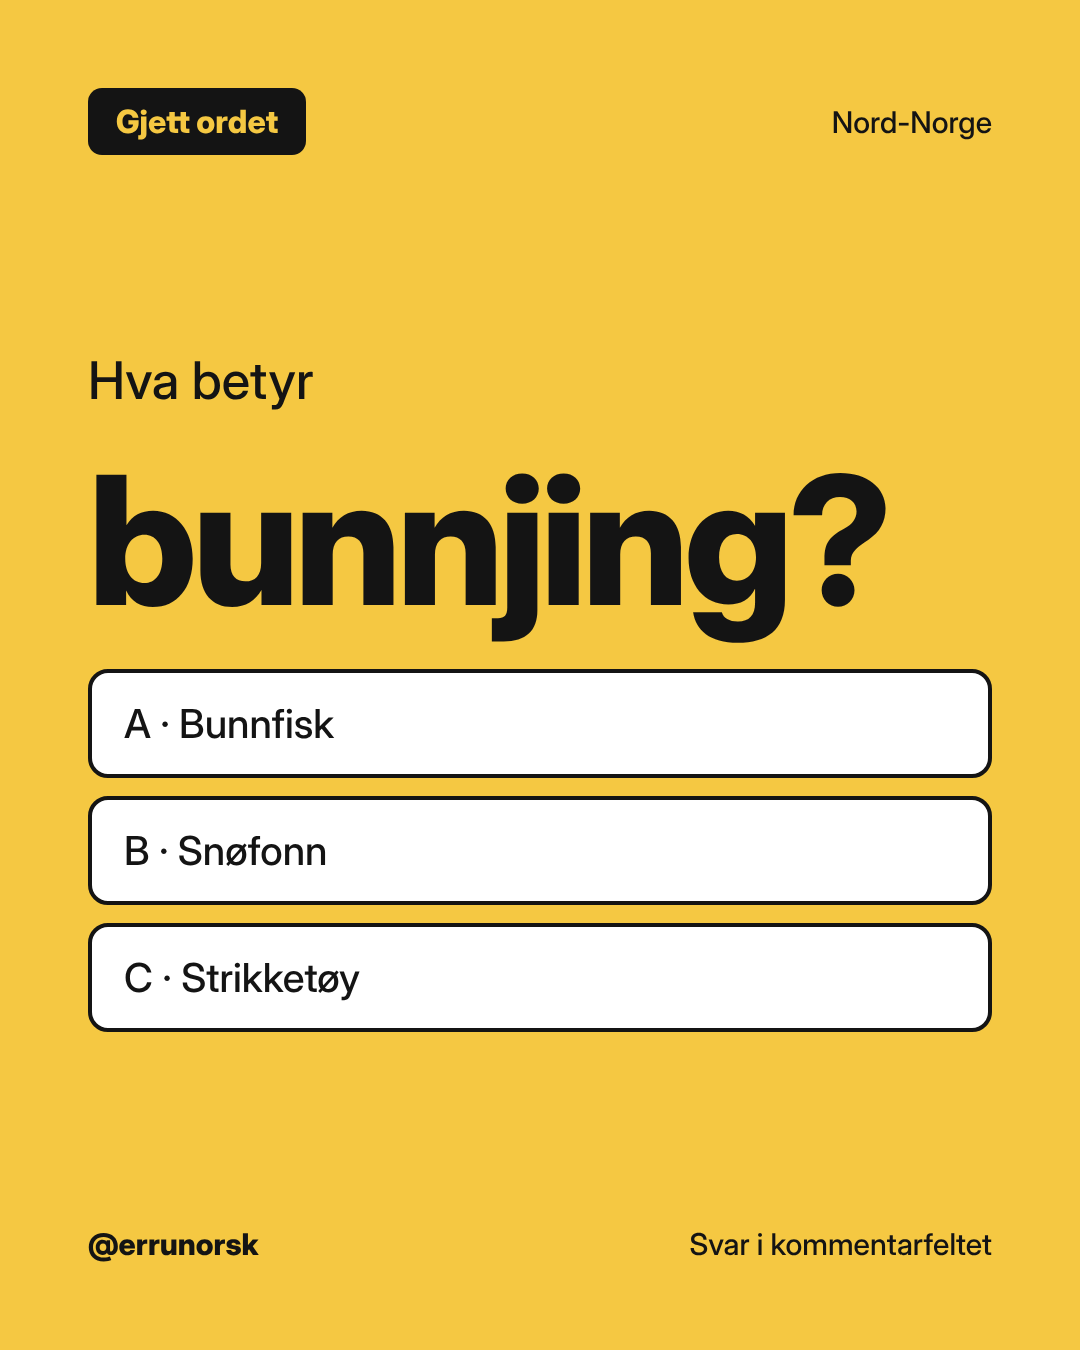 Gjett ordet
Nord-Norge
Hva betyr
bunnjing?
A · Bunnfisk
B · Snøfonn
C · Strikketøy
@errunorsk
Svar i kommentarfeltet